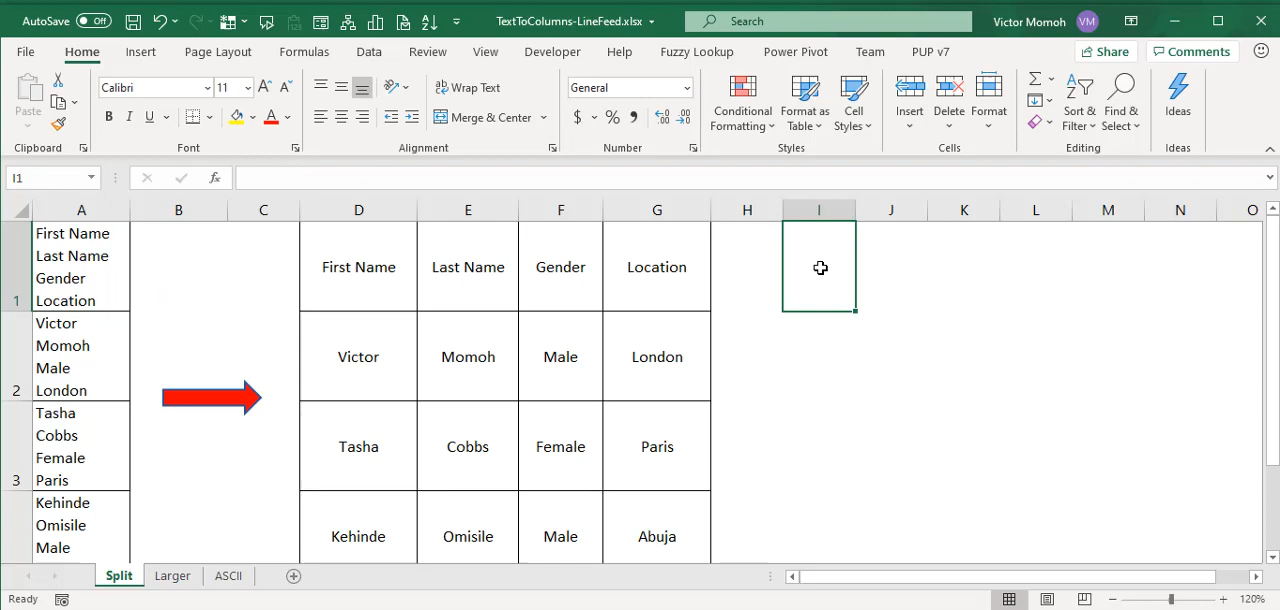 AutoSave Off TextToColumns-LineFeed.xlsx Search Victor Momoh VM
File Home Insert Draw Page Layout Formulas Data Review View Developer Help Fuzzy Lookup Power Pivot Team PUP v7 Share Comments
Calibri 11 Wrap Text General
Paste B I U Merge & Center $ % Conditional Formatting Format as Table Cell Styles Insert Delete Format Sort & Filter Find & Select Ideas
Clipboard Font Alignment Number Styles Cells Editing Ideas
I1 fx
A B C D E F G H I J K L M N O
1
First Name
Last Name
Gender
Location
First Name Last Name Gender Location
2
Victor
Momoh
Male
London
Victor Momoh Male London
3
Tasha
Cobbs
Female
Paris
Tasha Cobbs Female Paris
Kehinde
Omisile
Male
Kehinde Omisile Male Abuja
Split Larger ASCII
Ready 120%